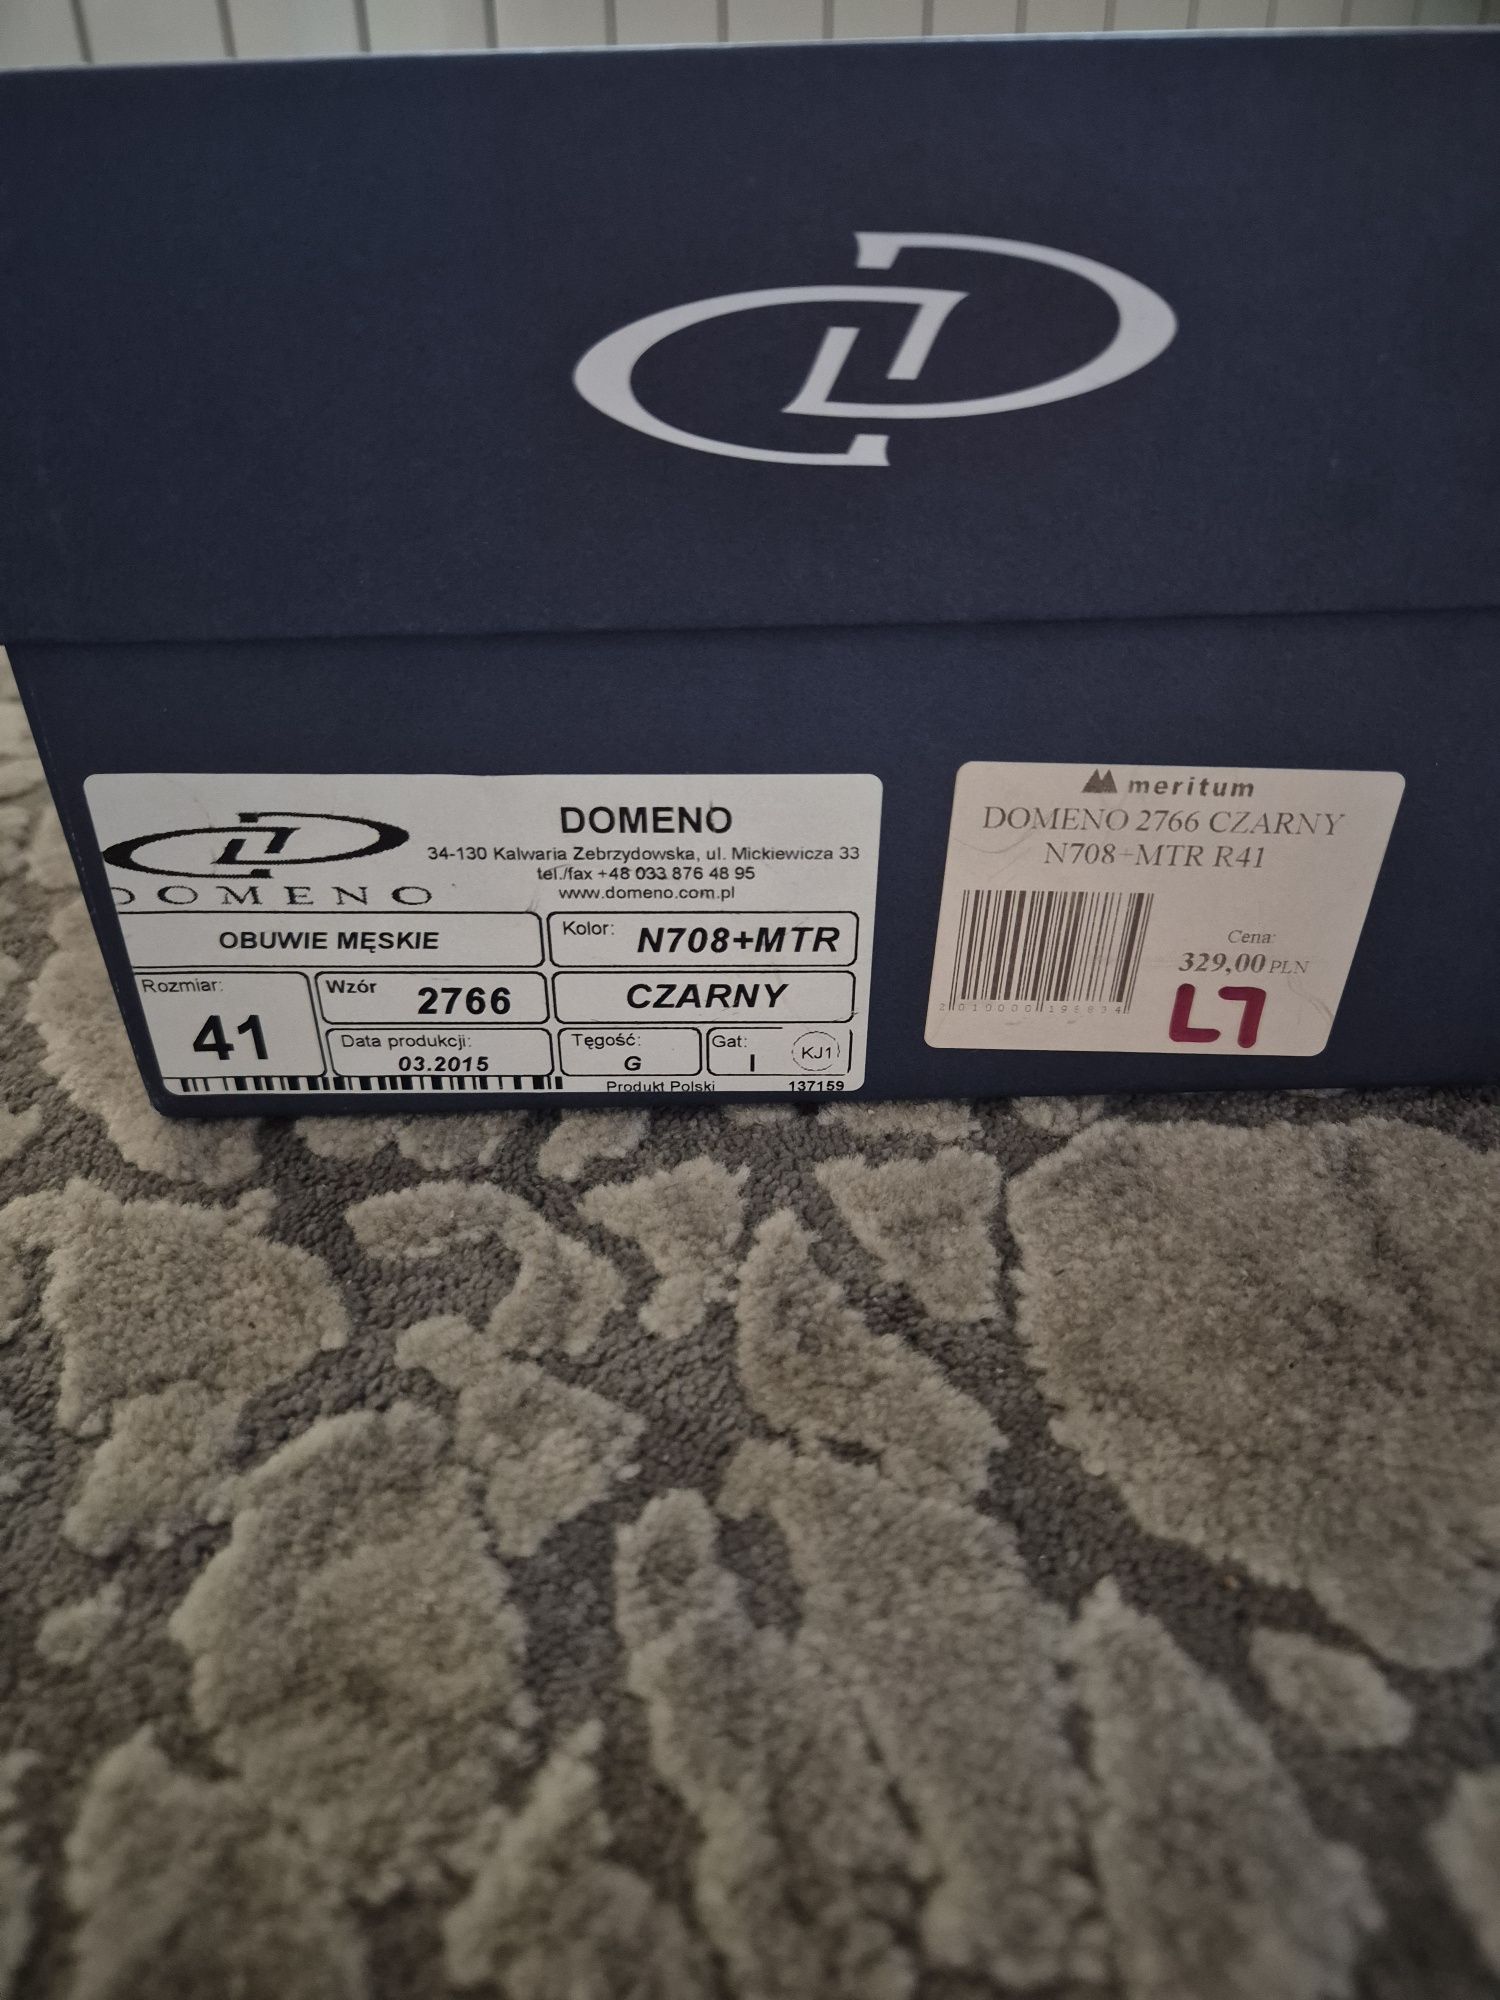 DOMENO
34-130 Kalwaria Zebrzydowska, ul. Mickiewicza 33
tel./fax +48 033 876 48 95
www.domeno.com.pl
DOMENO
OBUWIE MĘSKIE
Kolor: N708+MTR
Rozmiar: 41
Wzór 2766
CZARNY
Data produkcji: 03.2015
Tęgość: G
Gat: I
KJ1
Produkt Polski 137159
meritum
DOMENO 2766 CZARNY
N708+MTR R41
Cena:
329,00 PLN
L7